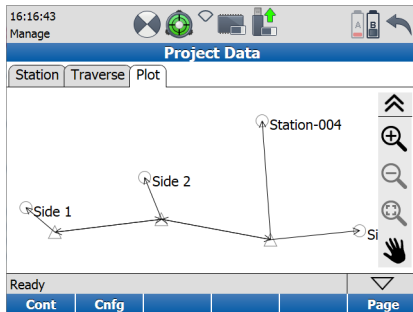 16:16:43
Manage
A
B
Project Data
Station Traverse Plot
Station-004
Side 2
Side 1
Si
Ready
Cont Cnfg Page